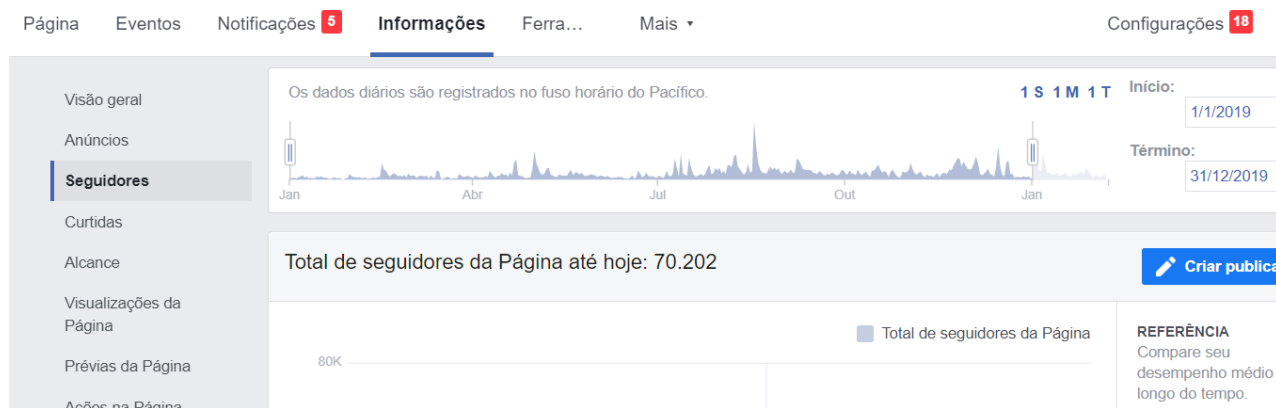 Página Eventos Notificações 5 Informações Ferra... Mais Configurações 18
Visão geral
Anúncios
Seguidores
Curtidas
Alcance
Visualizações da
Página
Prévias da Página
Ações na Página
Os dados diários são registrados no fuso horário do Pacífico.
1 S 1 M 1 T
Início:
1/1/2019
Término:
31/12/2019
Jan Abr Jul Out Jan
Total de seguidores da Página até hoje: 70.202
Criar publica
Total de seguidores da Página
80K
REFERÊNCIA
Compare seu
desempenho médio
longo do tempo.